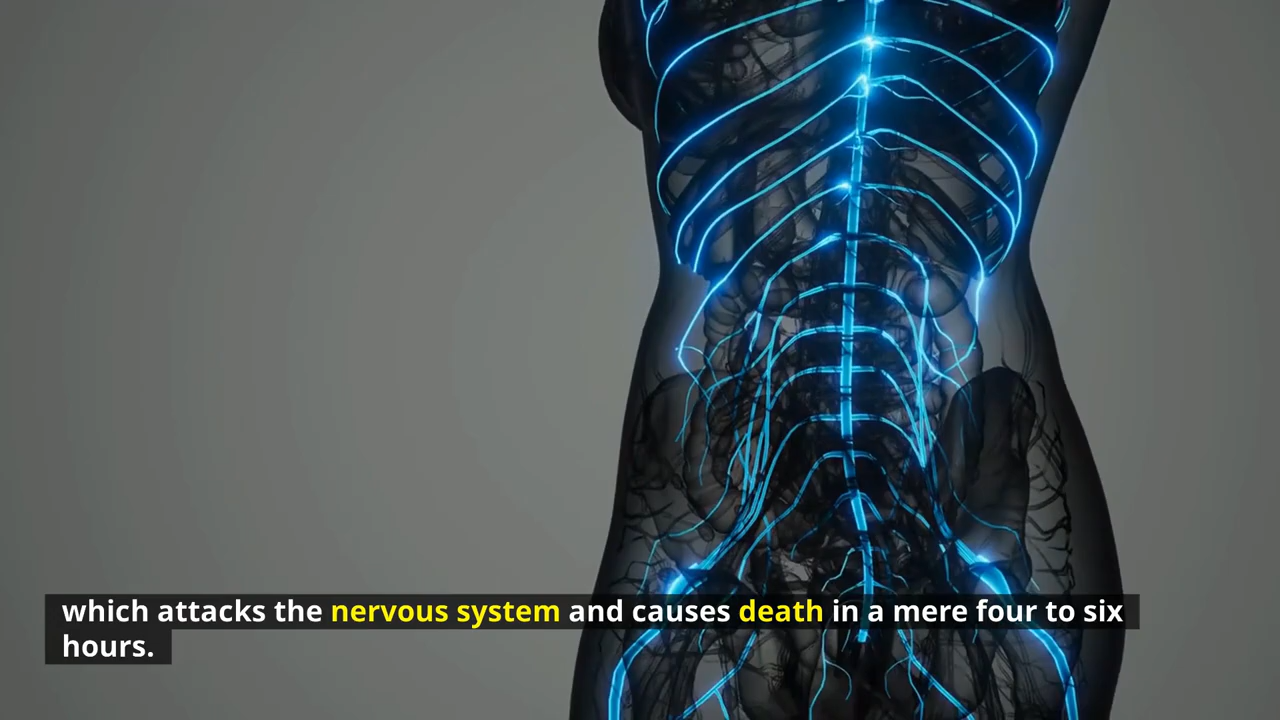 which attacks the nervous system and causes death in a mere four to six
hours.